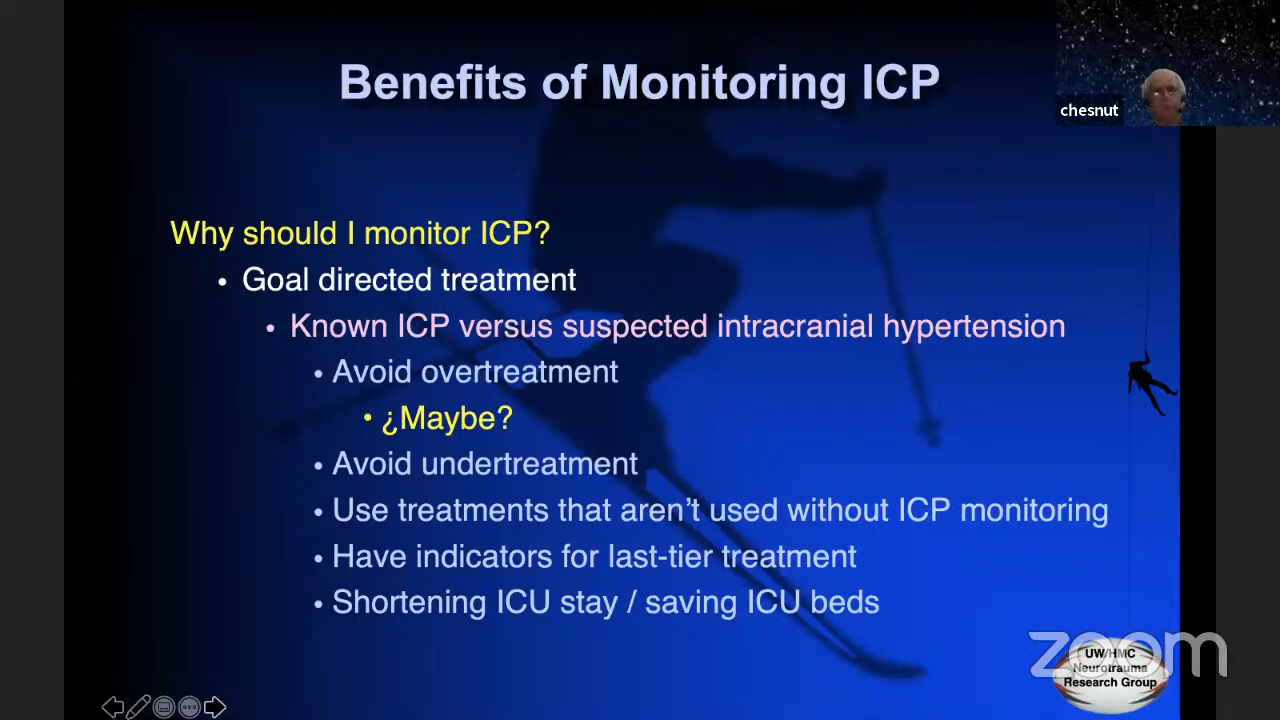 Benefits of Monitoring ICP
chesnut
Why should I monitor ICP?
• Goal directed treatment
• Known ICP versus suspected intracranial hypertension
• Avoid overtreatment
• ¿Maybe?
• Avoid undertreatment
• Use treatments that aren’t used without ICP monitoring
• Have indicators for last-tier treatment
• Shortening ICU stay / saving ICU beds
zoom
UW/HMC
Neurotrauma
Research Group